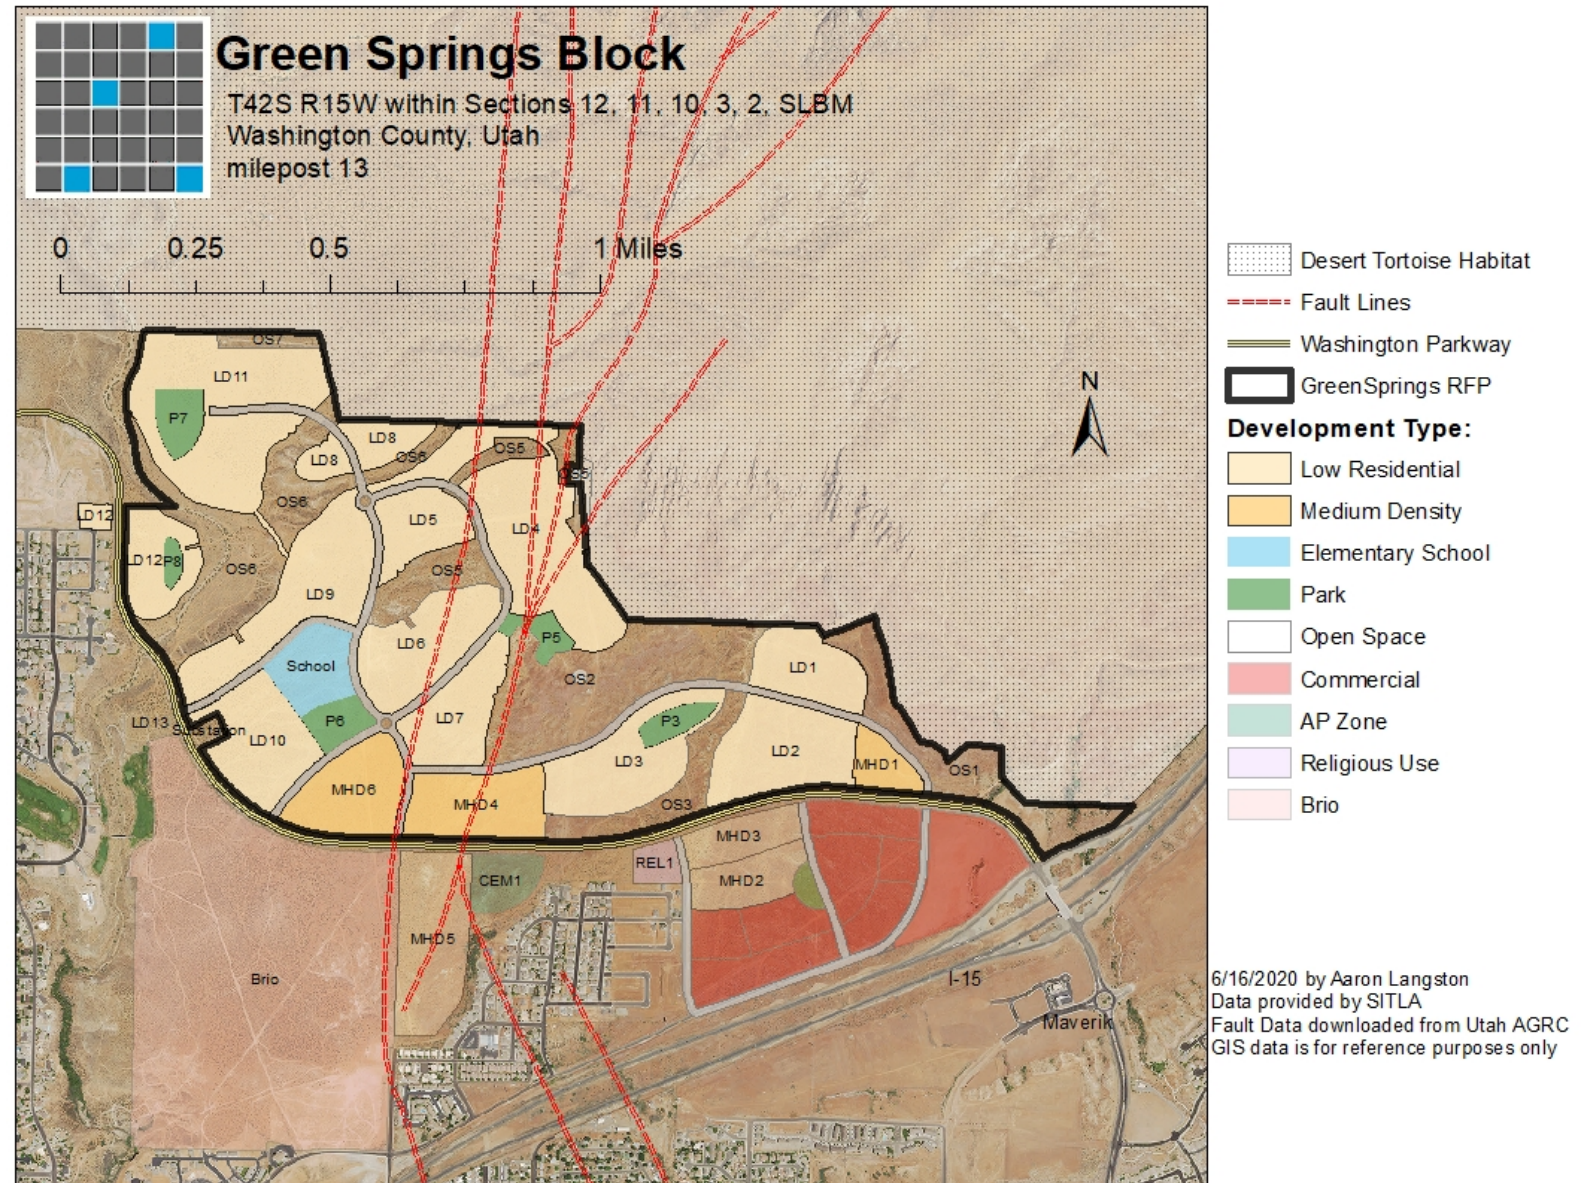 Green Springs Block
T42S R15W within Sections 12, 11, 10, 3, 2, SLBM
Washington County, Utah
milepost 13
0 0.25 0.5 1 Miles
N
Desert Tortoise Habitat
Fault Lines
Washington Parkway
GreenSprings RFP
Development Type:
Low Residential
Medium Density
Elementary School
Park
Open Space
Commercial
AP Zone
Religious Use
Brio
OS7
LD11
P7
LD8
LD8
OS6
OS5
OS5
OS6
LD12
LD5
LD4
LD12
P8
OS6
OS5
LD9
LD6
P5
School
OS2
LD1
P6
LD13
Substation
LD10
LD7
P3
LD3
LD2
MHD1
OS1
MHD6
MHD4
OS3
MHD3
REL1
MHD2
CEM1
MHD5
Brio
I-15
Maverik
6/16/2020 by Aaron Langston
Data provided by SITLA
Fault Data downloaded from Utah AGRC
GIS data is for reference purposes only